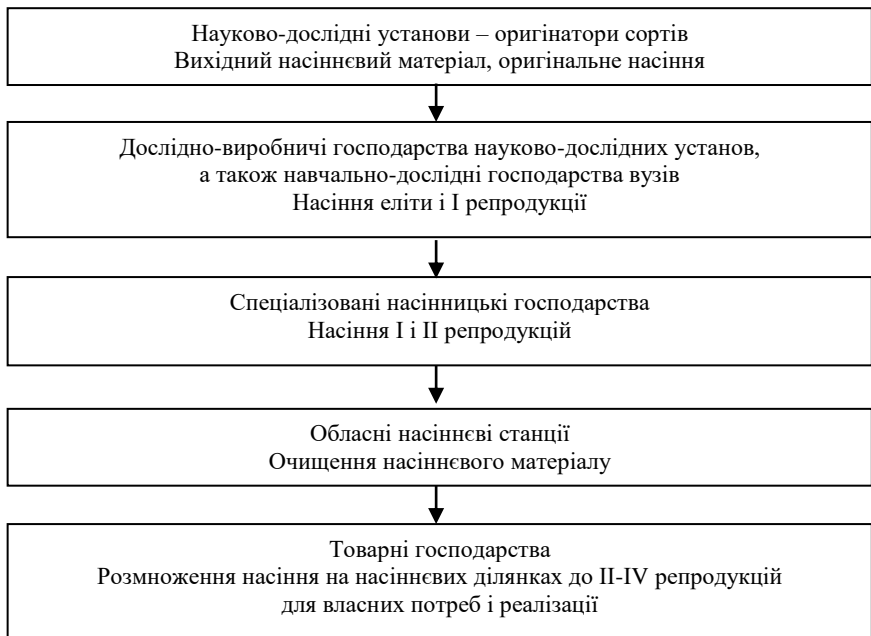 Науково-дослідні установи – оригінатори сортів
Вихідний насіннєвий матеріал, оригінальне насіння
Дослідно-виробничі господарства науково-дослідних установ,
а також навчально-дослідні господарства вузів
Насіння еліти і І репродукції
Спеціалізовані насінницькі господарства
Насіння І і ІІ репродукцій
Обласні насіннєві станції
Очищення насіннєвого матеріалу
Товарні господарства
Розмноження насіння на насіннєвих ділянках до ІІ-ІV репродукцій
для власних потреб і реалізації